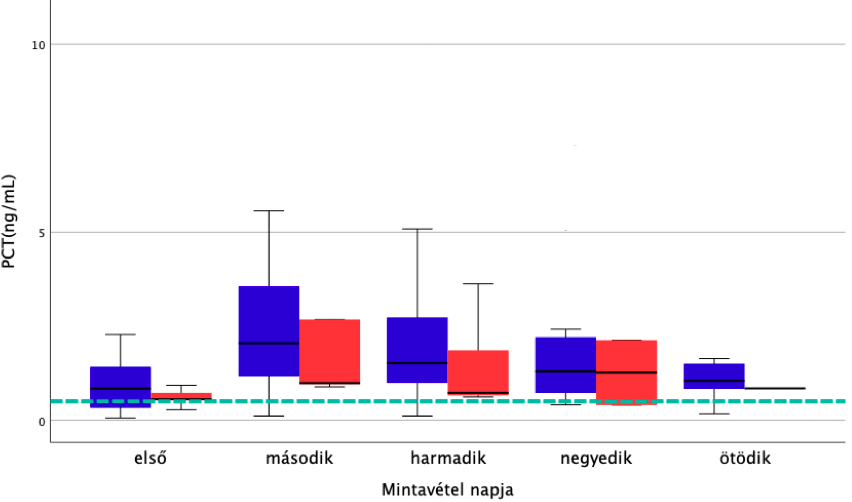 10
PCT(ng/mL)
5
0
első
második
harmadik
negyedik
ötödik
Mintavétel napja